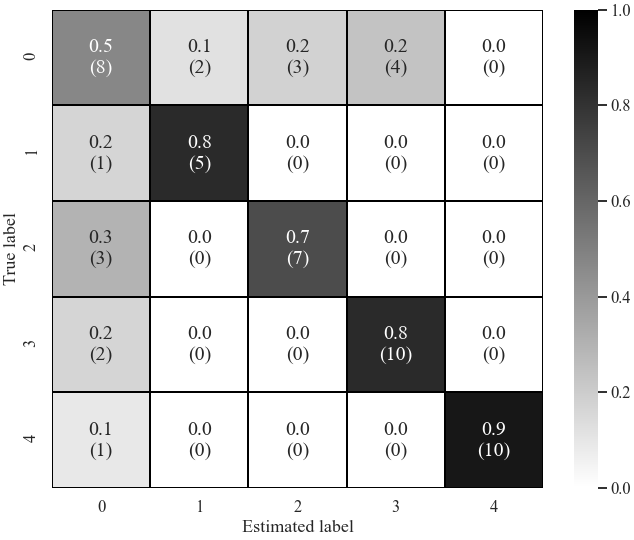 1.0
0.5 0.1 0.2 0.2 0.0
(8) (2) (3) (4) (0)
0
0.8
0.2 0.8 0.0 0.0 0.0
(1) (5) (0) (0) (0)
1
0.6
True label
0.3 0.0 0.7 0.0 0.0
(3) (0) (7) (0) (0)
2
0.4
0.2 0.0 0.0 0.8 0.0
(2) (0) (0) (10) (0)
3
0.2
0.1 0.0 0.0 0.0 0.9
(1) (0) (0) (0) (10)
4
0.0
0 1 2 3 4
Estimated label